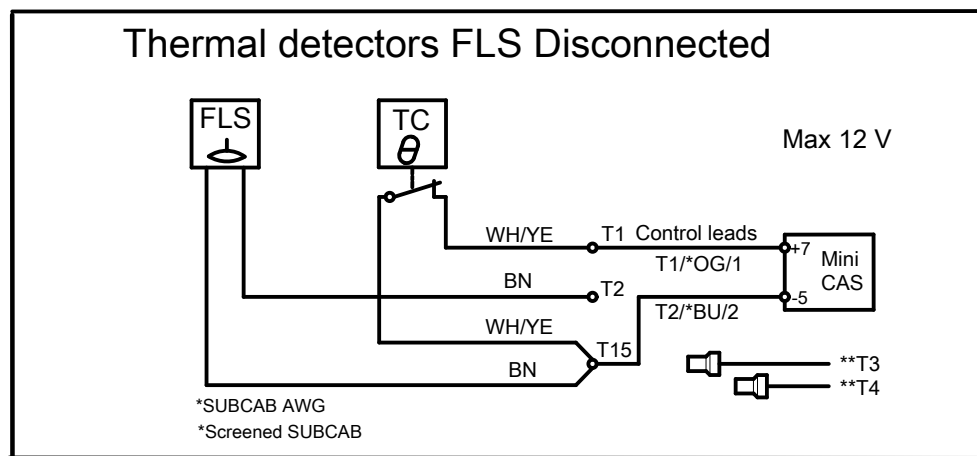 Thermal detectors FLS Disconnected
FLS
TC
Max 12 V
WH/YE
T1
Control leads
+7
Mini
CAS
T1/*OG/1
BN
T2
-5
T2/*BU/2
WH/YE
T15
BN
**T3
**T4
*SUBCAB AWG
*Screened SUBCAB